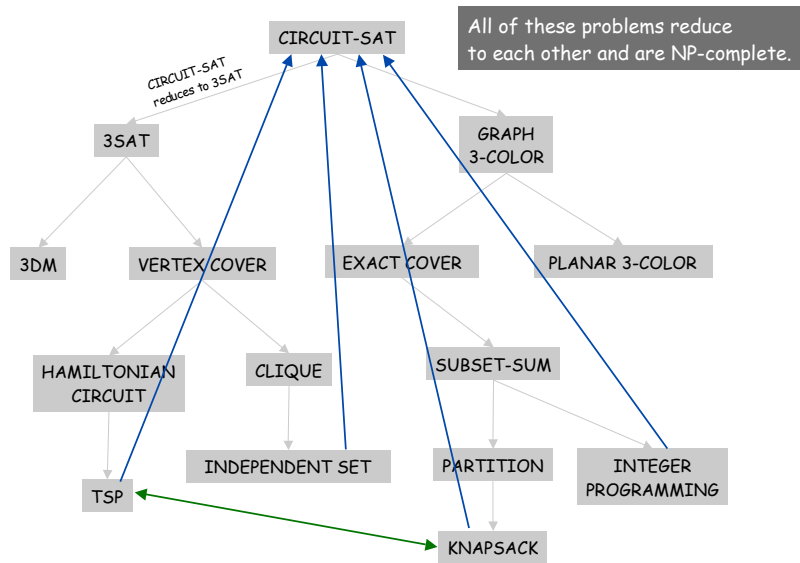 All of these problems reduce
to each other and are NP-complete.
CIRCUIT-SAT
CIRCUIT-SAT
reduces to 3SAT
3SAT
GRAPH
3-COLOR
3DM
VERTEX COVER
EXACT COVER
PLANAR 3-COLOR
HAMILTONIAN
CIRCUIT
CLIQUE
SUBSET-SUM
INDEPENDENT SET
PARTITION
INTEGER
PROGRAMMING
TSP
KNAPSACK